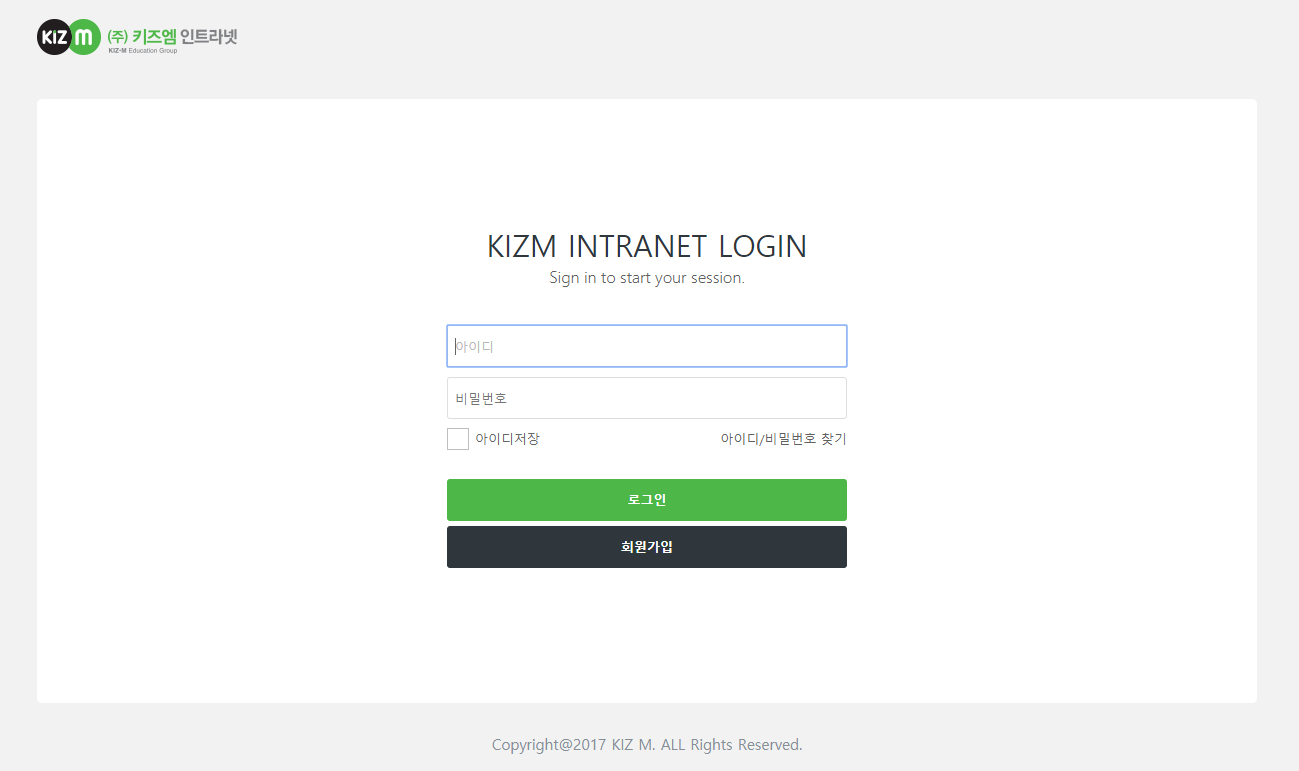 KIZ m (주) 키즈엠 인트라넷
KIZ-M Education Group
KIZM INTRANET LOGIN
Sign in to start your session.
아이디
비밀번호
아이디저장 아이디/비밀번호 찾기
로그인
회원가입
Copyright@2017 KIZ M. ALL Rights Reserved.